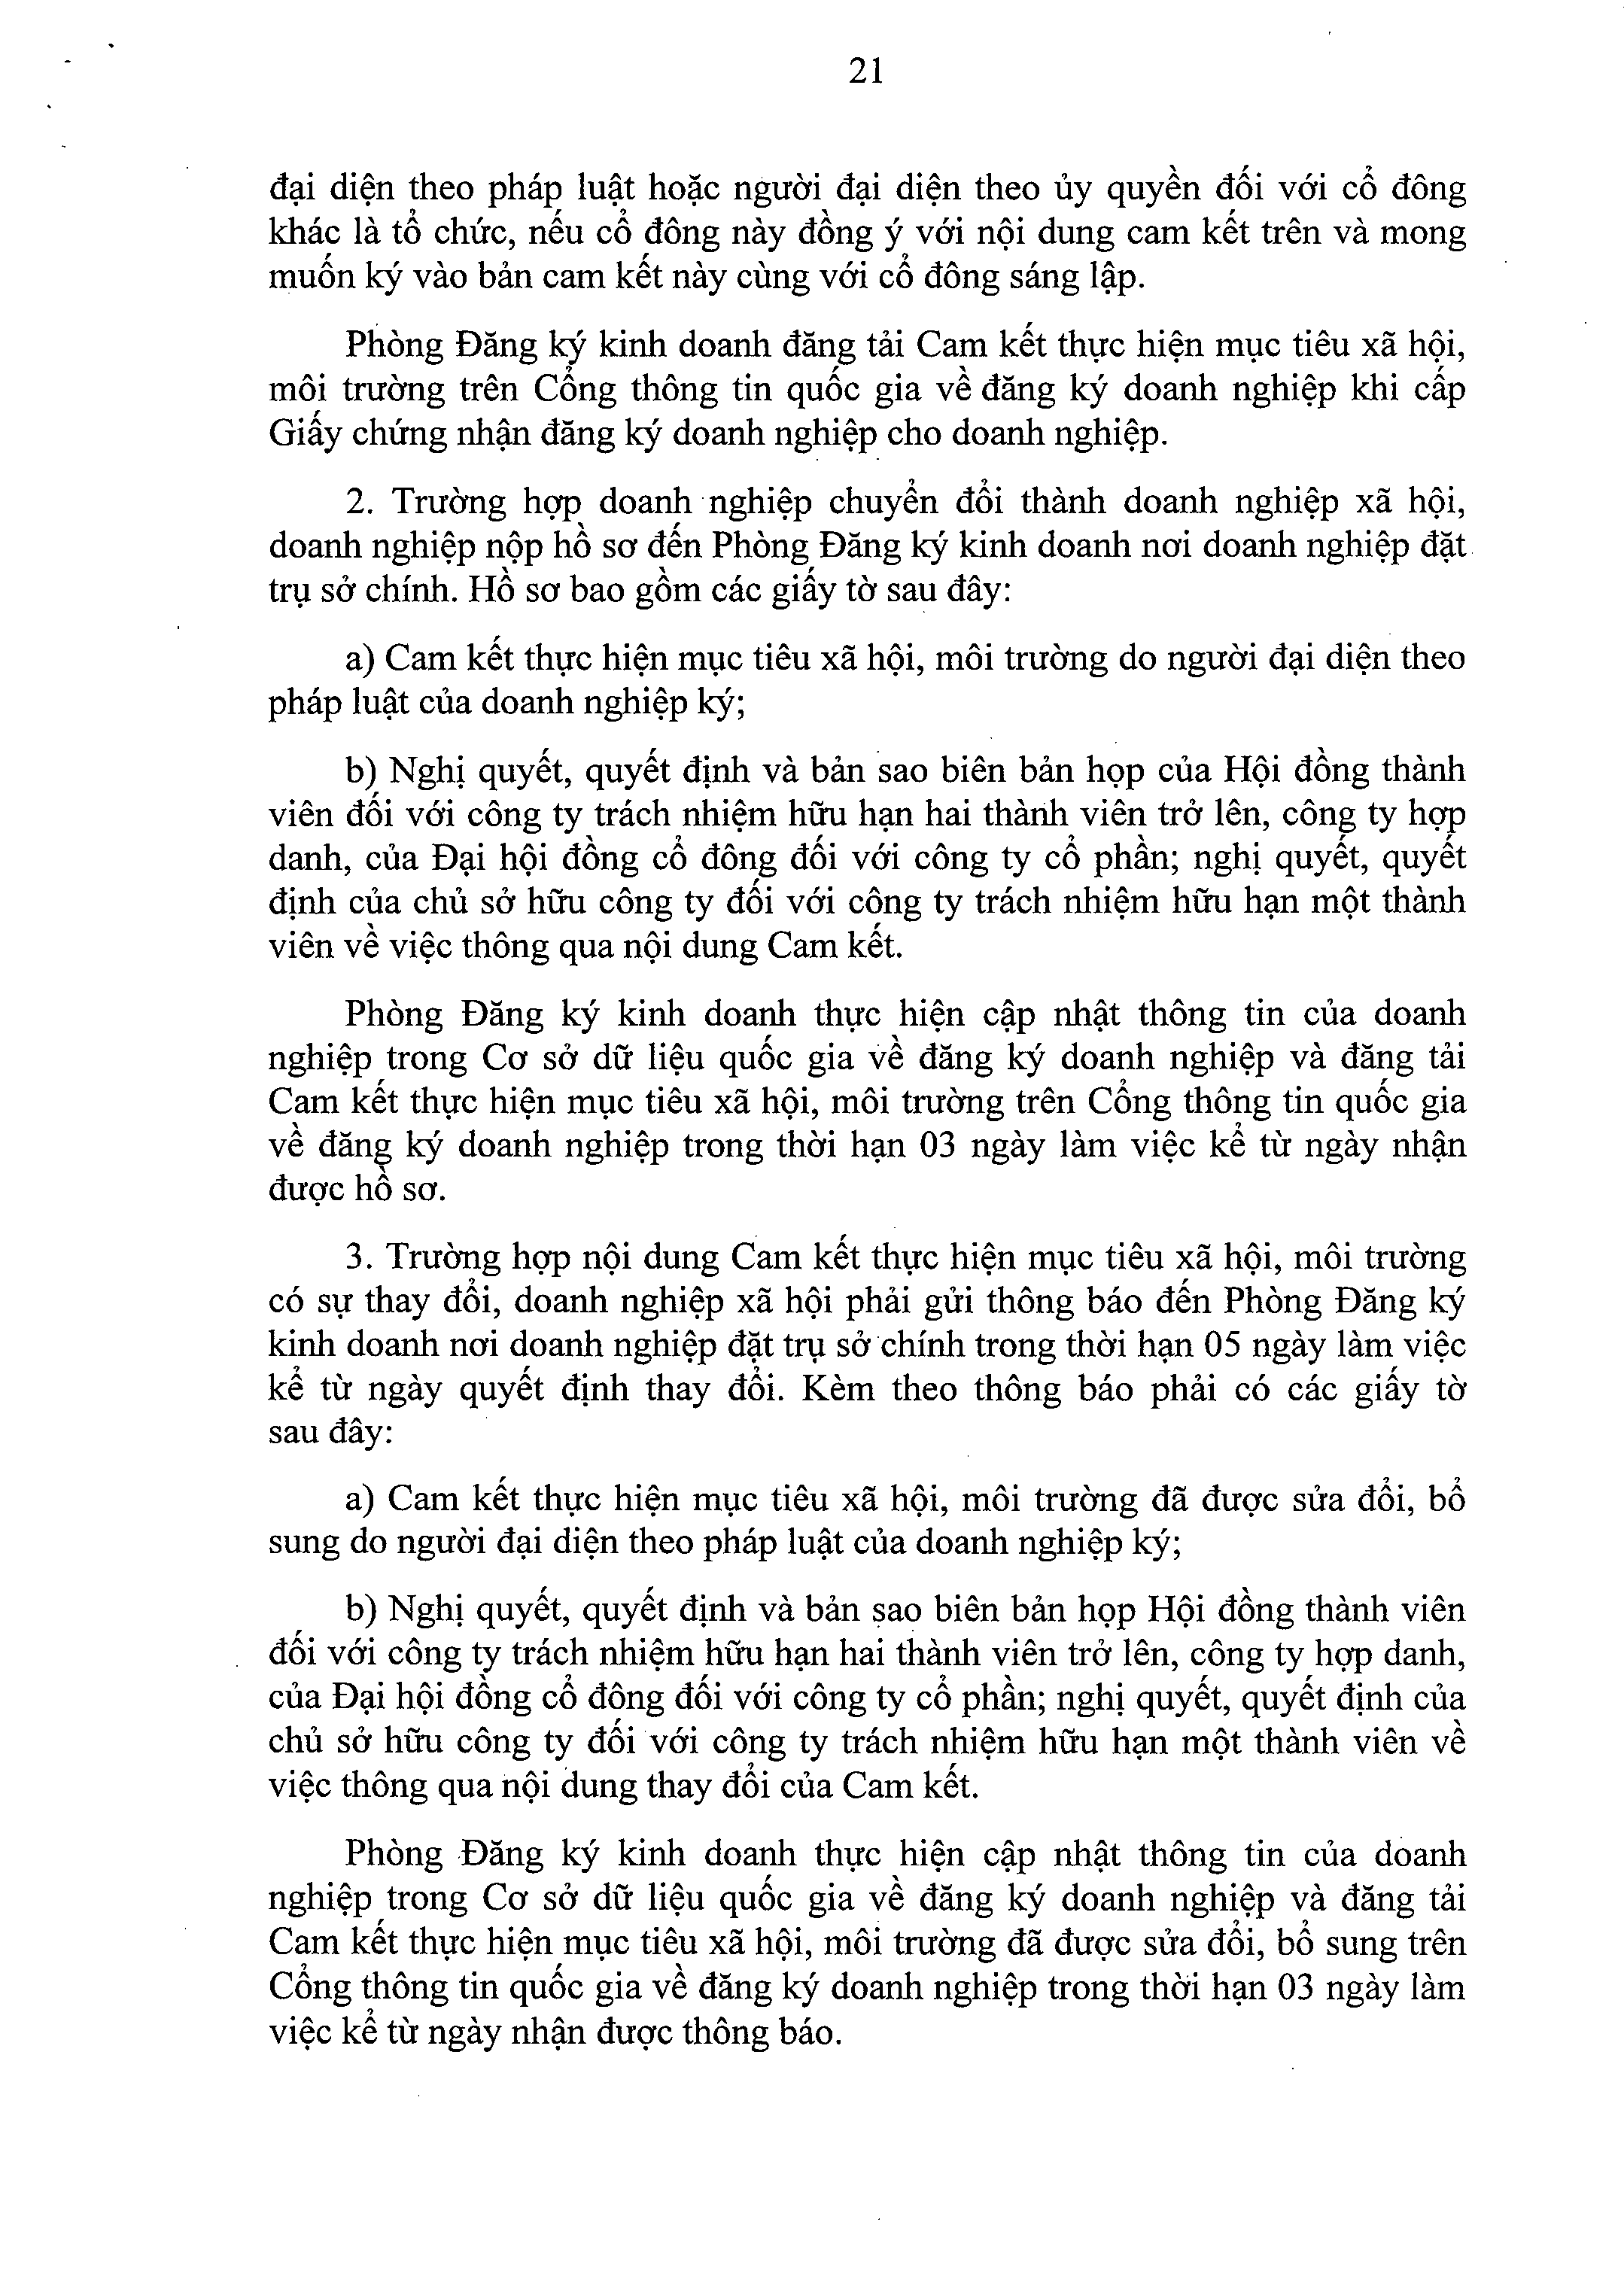 21
đại diện theo pháp luật hoặc người đại diện theo ủy quyền đối với cổ đông
khác là tổ chức, nếu cổ đông này đồng ý với nội dung cam kết trên và mong
muốn ký vào bản cam kết này cùng với cổ đông sáng lập.
Phòng Đăng ký kinh doanh đăng tải Cam kết thực hiện mục tiêu xã hội,
môi trường trên Cổng thông tin quốc gia về đăng ký doanh nghiệp khi cấp
Giấy chứng nhận đăng ký doanh nghiệp cho doanh nghiệp.
2. Trường hợp doanh nghiệp chuyển đổi thành doanh nghiệp xã hội,
doanh nghiệp nộp hồ sơ đến Phòng Đăng ký kinh doanh nơi doanh nghiệp đặt
trụ sở chính. Hồ sơ bao gồm các giấy tờ sau đây:
a) Cam kết thực hiện mục tiêu xã hội, môi trường do người đại diện theo
pháp luật của doanh nghiệp ký;
b) Nghị quyết, quyết định và bản sao biên bản họp của Hội đồng thành
viên đối với công ty trách nhiệm hữu hạn hai thành viên trở lên, công ty hợp
danh, của Đại hội đồng cổ đông đối với công ty cổ phần; nghị quyết, quyết
định của chủ sở hữu công ty đối với công ty trách nhiệm hữu hạn một thành
viên về việc thông qua nội dung Cam kết.
Phòng Đăng ký kinh doanh thực hiện cập nhật thông tin của doanh
nghiệp trong Cơ sở dữ liệu quốc gia về đăng ký doanh nghiệp và đăng tải
Cam kết thực hiện mục tiêu xã hội, môi trường trên Cổng thông tin quốc gia
về đăng ký doanh nghiệp trong thời hạn 03 ngày làm việc kể từ ngày nhận
được hồ sơ.
3. Trường hợp nội dung Cam kết thực hiện mục tiêu xã hội, môi trường
có sự thay đổi, doanh nghiệp xã hội phải gửi thông báo đến Phòng Đăng ký
kinh doanh nơi doanh nghiệp đặt trụ sở chính trong thời hạn 05 ngày làm việc
kể từ ngày quyết định thay đổi. Kèm theo thông báo phải có các giấy tờ
sau đây:
a) Cam kết thực hiện mục tiêu xã hội, môi trường đã được sửa đổi, bổ
sung do người đại diện theo pháp luật của doanh nghiệp ký;
b) Nghị quyết, quyết định và bản sao biên bản họp Hội đồng thành viên
đối với công ty trách nhiệm hữu hạn hai thành viên trở lên, công ty hợp danh,
của Đại hội đồng cổ đông đối với công ty cổ phần; nghị quyết, quyết định của
chủ sở hữu công ty đối với công ty trách nhiệm hữu hạn một thành viên về
việc thông qua nội dung thay đổi của Cam kết.
Phòng Đăng ký kinh doanh thực hiện cập nhật thông tin của doanh
nghiệp trong Cơ sở dữ liệu quốc gia về đăng ký doanh nghiệp và đăng tải
Cam kết thực hiện mục tiêu xã hội, môi trường đã được sửa đổi, bổ sung trên
Cổng thông tin quốc gia về đăng ký doanh nghiệp trong thời hạn 03 ngày làm
việc kể từ ngày nhận được thông báo.